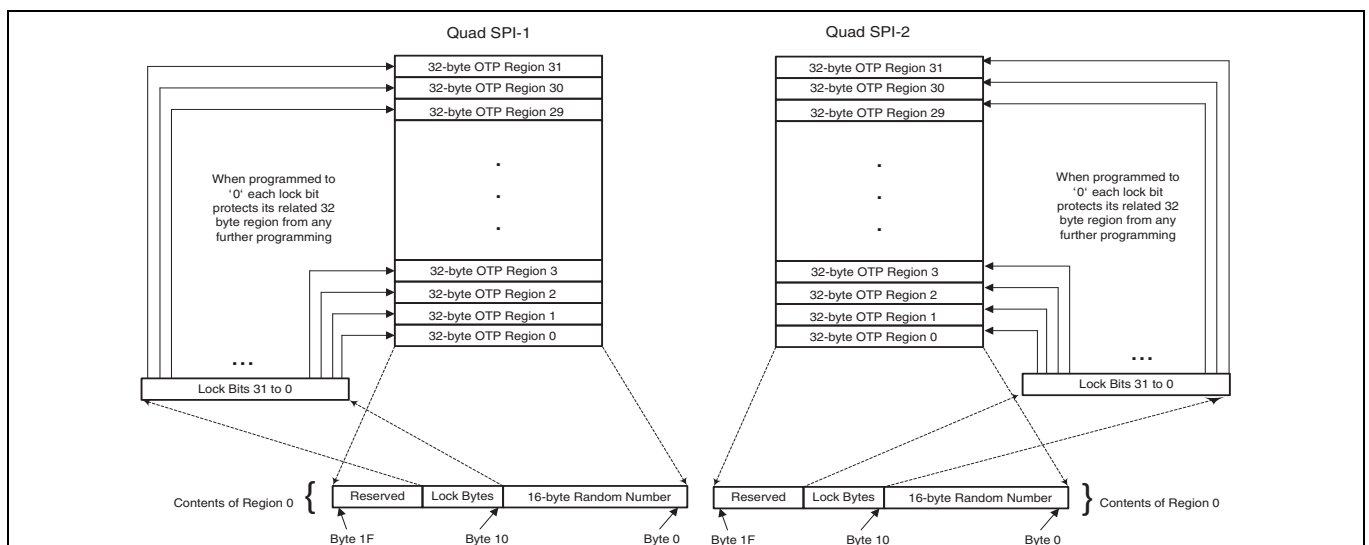 Quad SPI-1
32-byte OTP Region 31
32-byte OTP Region 30
32-byte OTP Region 29
.
.
.
When programmed to
‘0‘ each lock bit
protects its related 32
byte region from any
further programming
32-byte OTP Region 3
32-byte OTP Region 2
32-byte OTP Region 1
32-byte OTP Region 0
...
Lock Bits 31 to 0
Contents of Region 0 {
Reserved
Lock Bytes
16-byte Random Number
Byte 1F
Byte 10
Byte 0
Quad SPI-2
32-byte OTP Region 31
32-byte OTP Region 30
32-byte OTP Region 29
.
.
.
When programmed to
‘0‘ each lock bit
protects its related 32
byte region from any
further programming
32-byte OTP Region 3
32-byte OTP Region 2
32-byte OTP Region 1
32-byte OTP Region 0
...
Lock Bits 31 to 0
Reserved
Lock Bytes
16-byte Random Number
} Contents of Region 0
Byte 1F
Byte 10
Byte 0